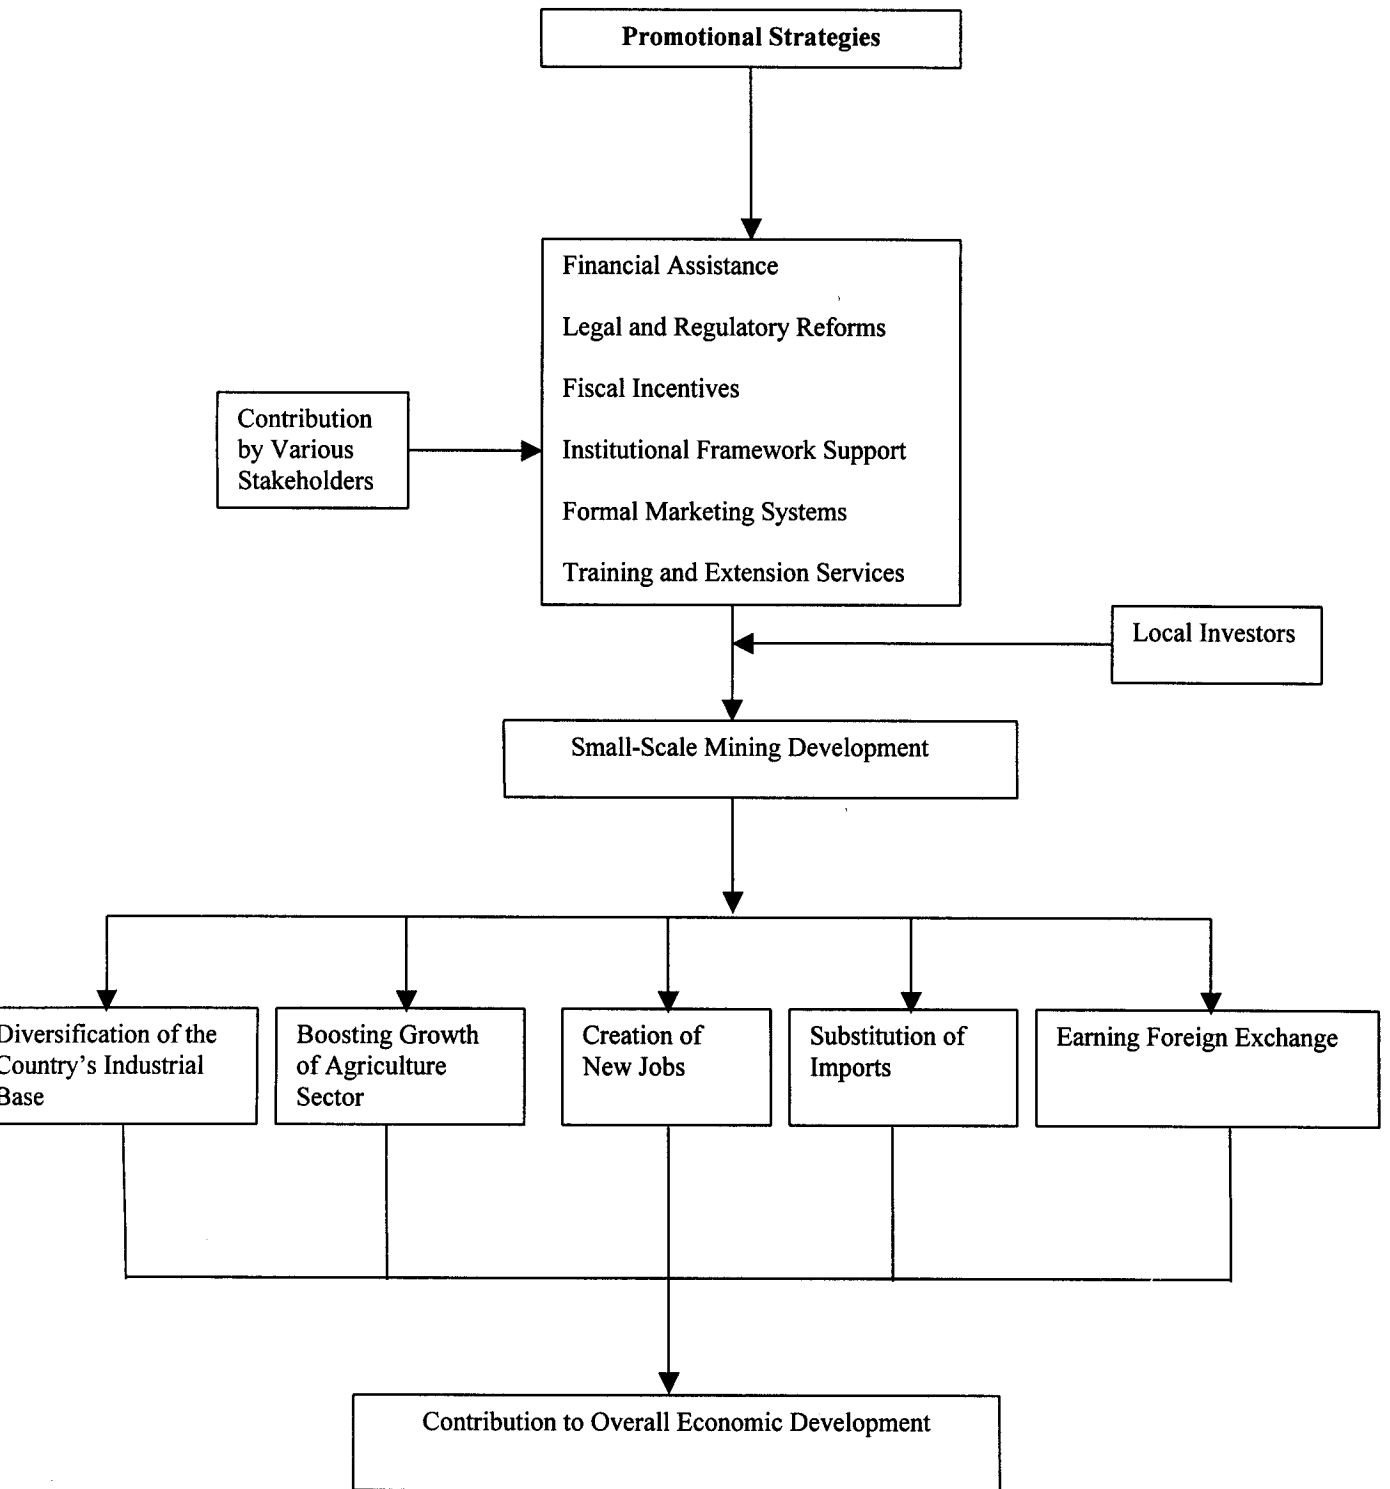 Promotional Strategies
Financial Assistance
Legal and Regulatory Reforms
Fiscal Incentives
Contribution
by Various
Stakeholders
Institutional Framework Support
Formal Marketing Systems
Training and Extension Services
Local Investors
Small-Scale Mining Development
Diversification of the
Country's Industrial
Base
Boosting Growth
of Agriculture
Sector
Creation of
New Jobs
Substitution of
Imports
Earning Foreign Exchange
Contribution to Overall Economic Development